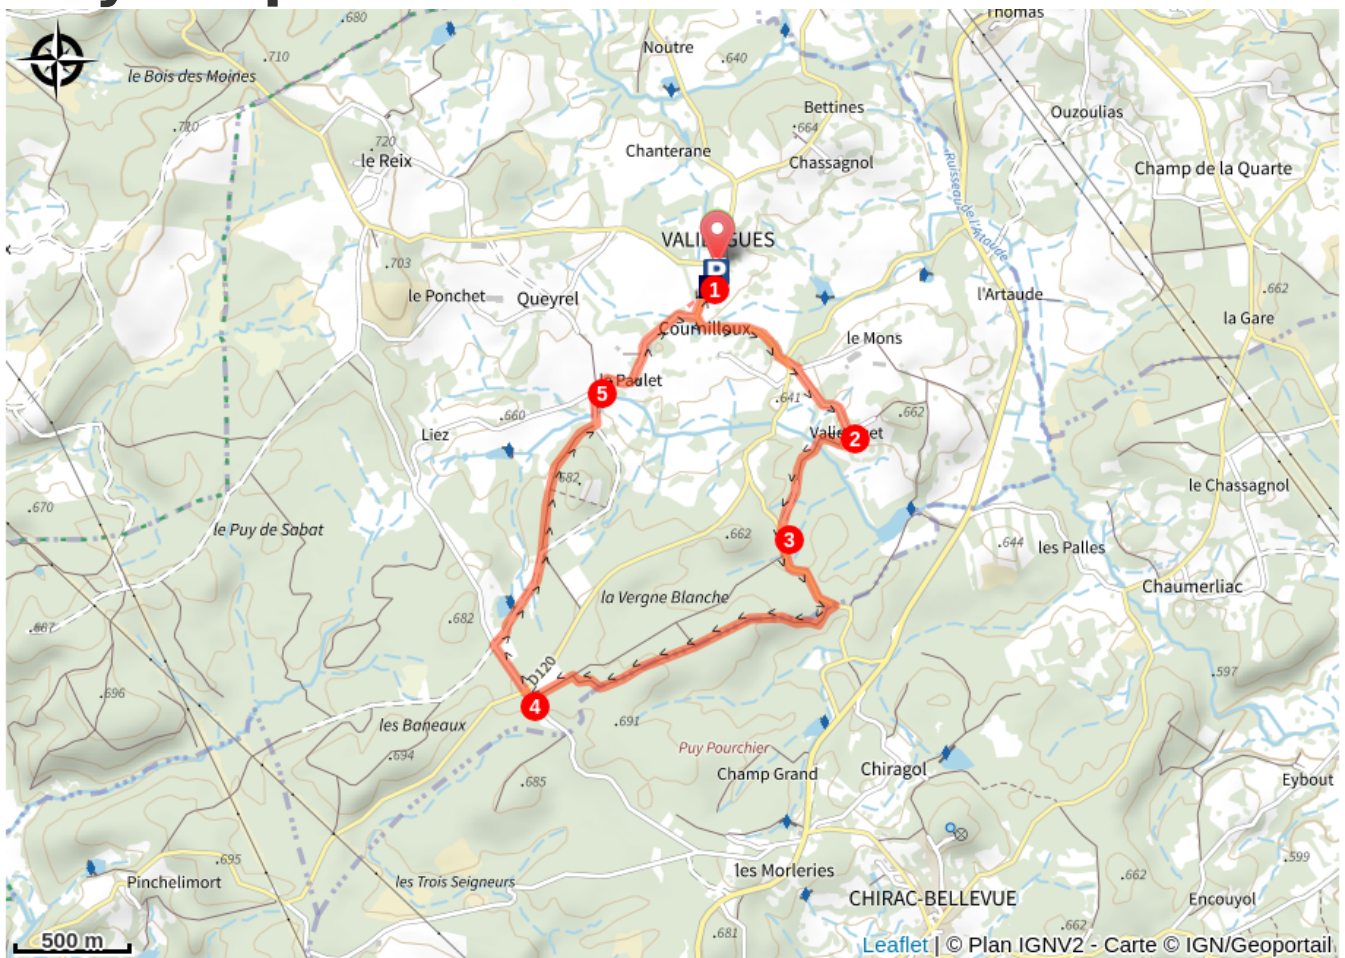 .680
Thomas
Noutre
.710
.640
le Bois des Moines
Bettines
Ouzoulias
.710
.664
.720
Chanterane
le Reix
Chassagnol
Champ de la Quarte
Ruisseau de l'Ataude
.703
le Ponchet
Queyrel
1
l'Artaude
.662
la Gare
Cournilloux
le Mons
le Paulet
5
.641
.660
.662
Liez
2
.682
le Chassagnol
.670
le Puy de Sabat
.662
3
.644
les Palles
Chaumerliac
la Vergne Blanche
.682
.687
D120
.597
.696
4
les Baneaux
.691
.694
Puy Pourchier
Champ Grand
Chiragol
.685
Eybout
.695
.599
Pinchelimort
les Trois Seigneurs
les Morleries
.662
CHIRAC-BELLEVUE
Encouyol
.681
.662
500 m
Leaflet | © Plan IGNV2 - Carte © IGN/Geoportail